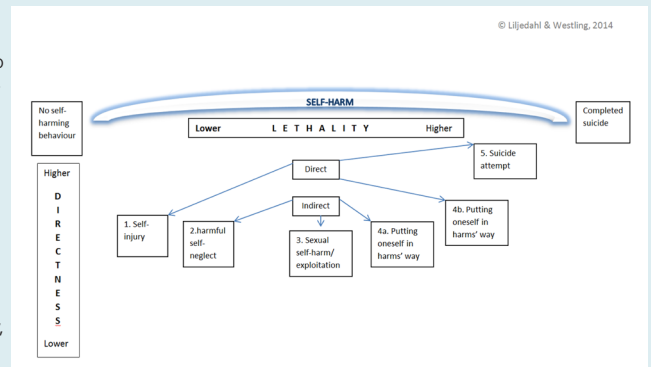 © Liljedahl & Westling, 2014
SELF-HARM
No self-
harming
behaviour
Completed
suicide
Lower L E T H A L I T Y Higher
Higher
D
I
R
E
C
T
N
E
S
S
Lower
Direct
Indirect
1. Self-
injury
2.harmful
self-
neglect
3. Sexual
self-harm/
exploitation
4a. Putting
oneself in
harms' way
4b. Putting
oneself in
harms' way
5. Suicide
attempt